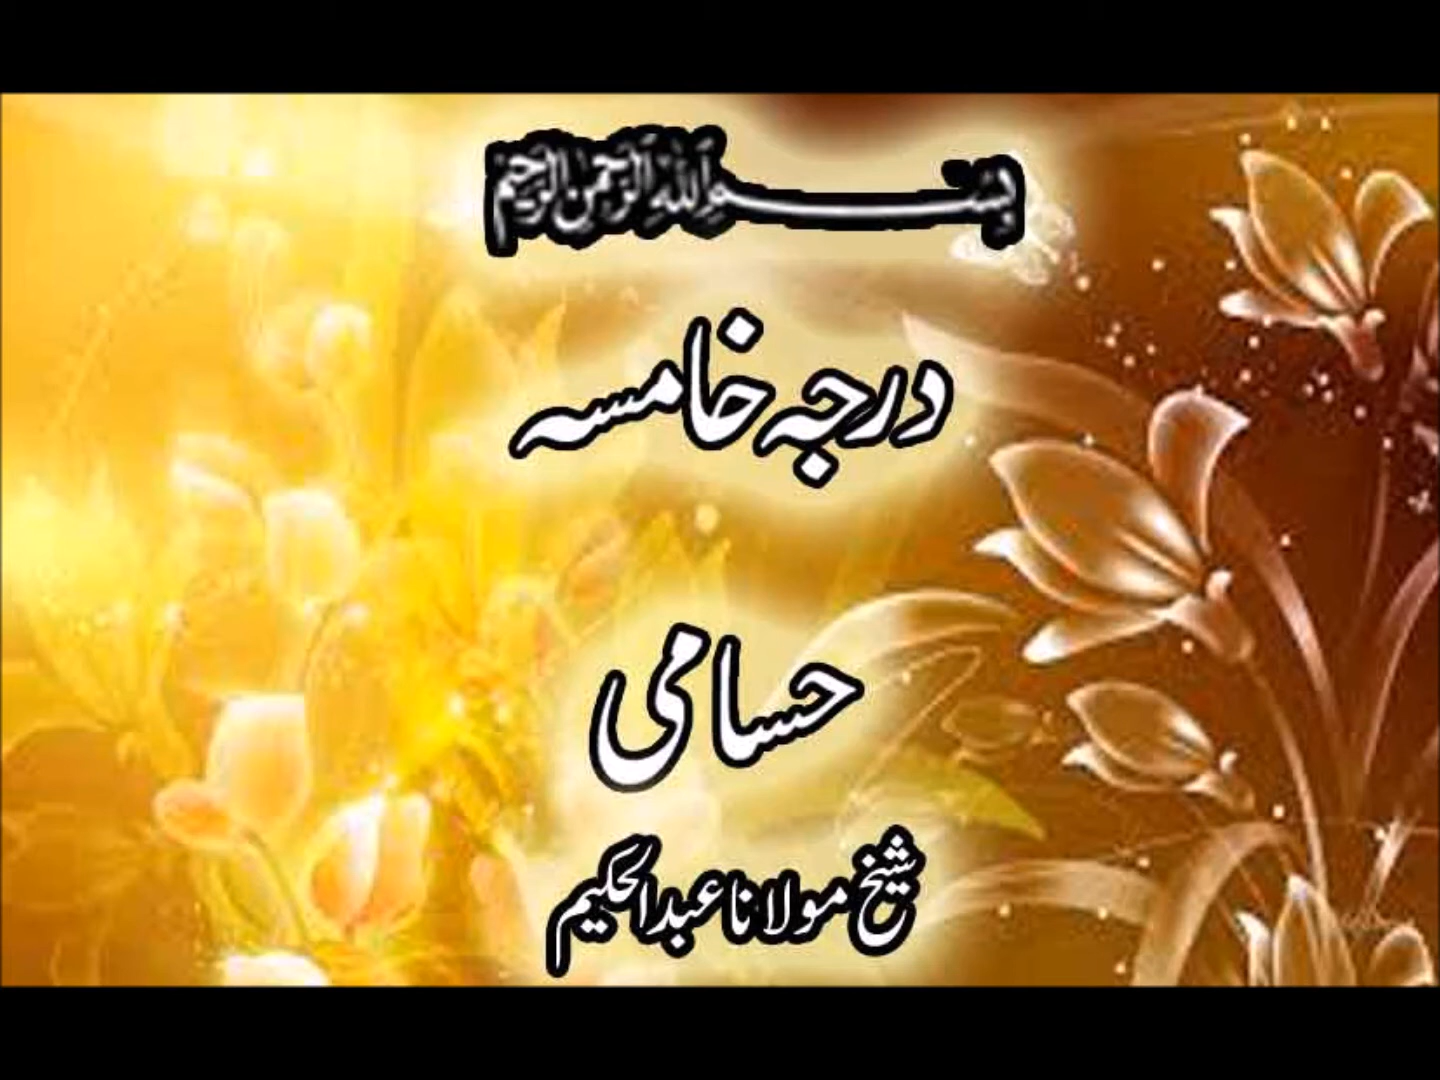 بسم اللہ الرحمن الرحیم
درجہ خامسہ
حسامی
شیخ مولانا عبدالحکیم